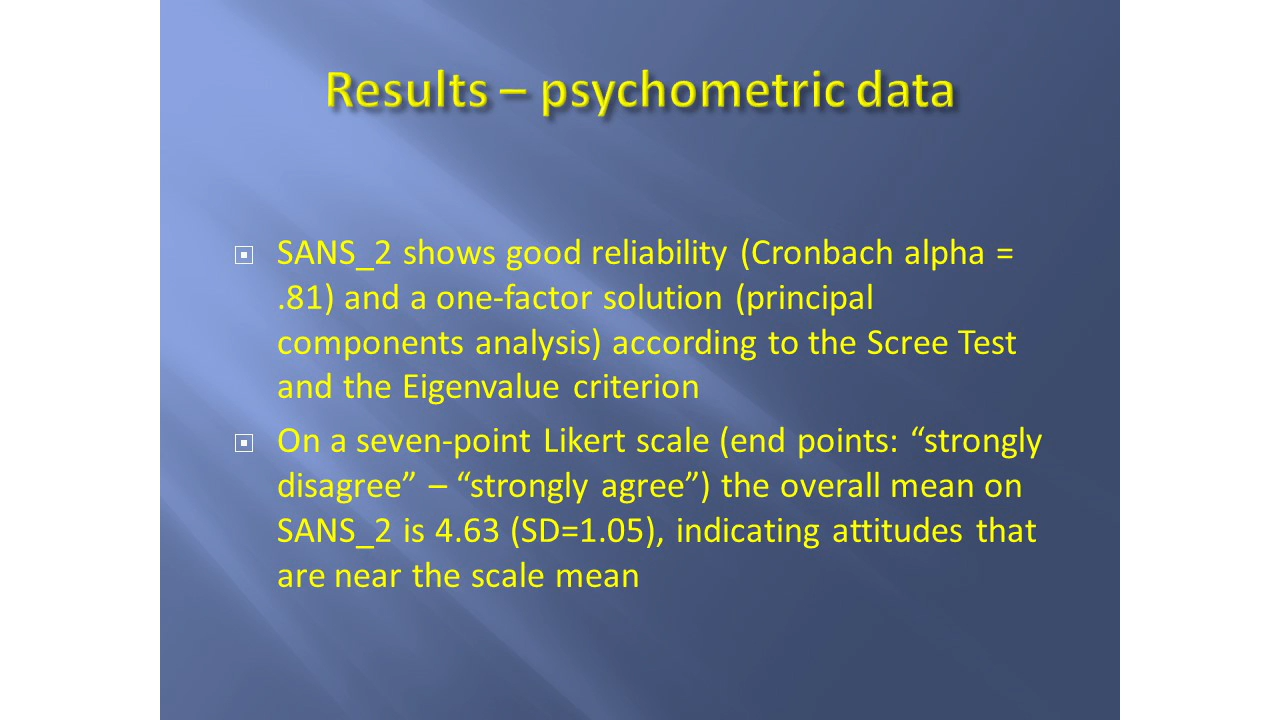 Results – psychometric data
SANS_2 shows good reliability (Cronbach alpha =
.81) and a one-factor solution (principal
components analysis) according to the Scree Test
and the Eigenvalue criterion
On a seven-point Likert scale (end points: “strongly
disagree” – “strongly agree”) the overall mean on
SANS_2 is 4.63 (SD=1.05), indicating attitudes that
are near the scale mean